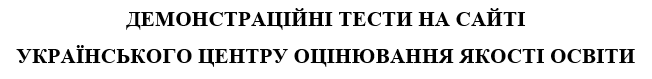 ДЕМОНСТРАЦІЙНІ ТЕСТИ НА САЙТІ
УКРАЇНСЬКОГО ЦЕНТРУ ОЦІНЮВАННЯ ЯКОСТІ ОСВІТИ